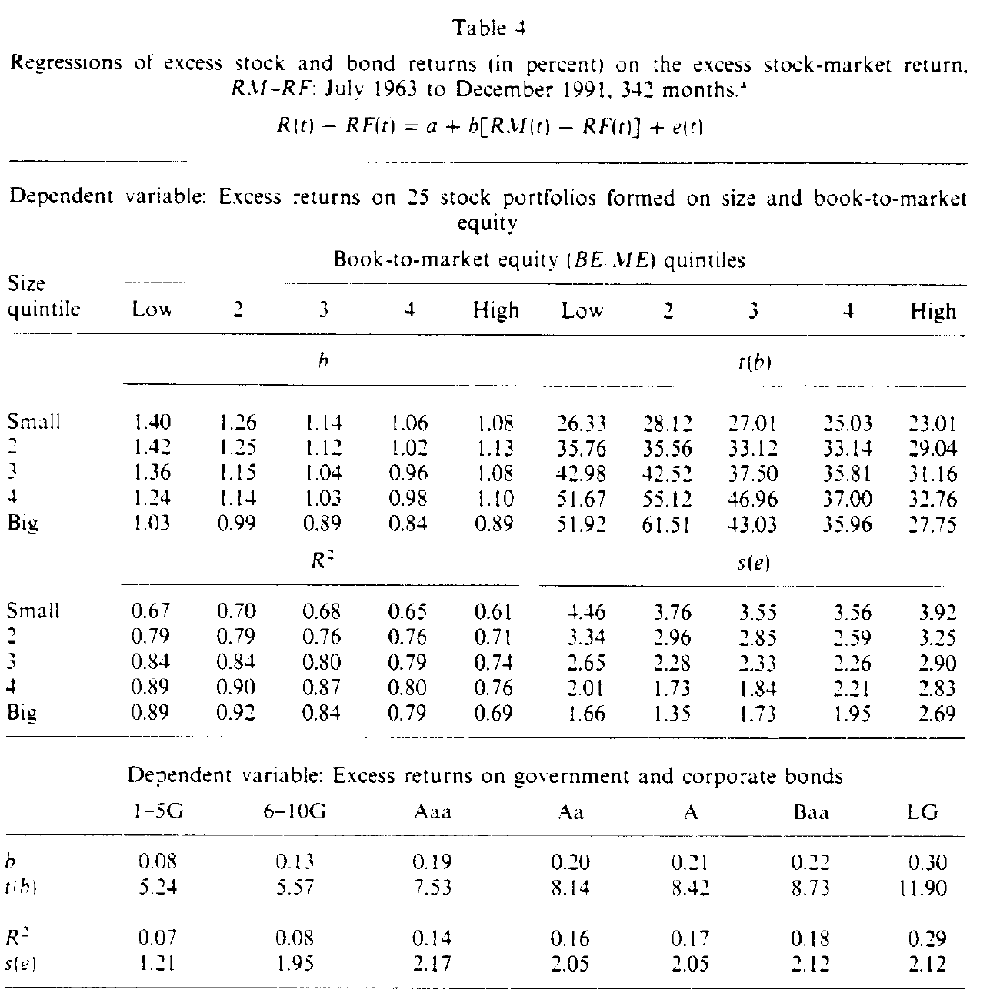 Table 4
Regressions of excess stock and bond returns (in percent) on the excess stock-market return,
RM–RF: July 1963 to December 1991, 342 months.ᵃ
R(t) − RF(t) = a + b[RM(t) − RF(t)] + e(t)
Dependent variable: Excess returns on 25 stock portfolios formed on size and book-to-market
equity
Book-to-market equity (BE ME) quintiles
Size
quintile Low 2 3 4 High Low 2 3 4 High
b t(b)
Small 1.40 1.26 1.14 1.06 1.08 26.33 28.12 27.01 25.03 23.01
2 1.42 1.25 1.12 1.02 1.13 35.76 35.56 33.12 33.14 29.04
3 1.36 1.15 1.04 0.96 1.08 42.98 42.52 37.50 35.81 31.16
4 1.24 1.14 1.03 0.98 1.10 51.67 55.12 46.96 37.00 32.76
Big 1.03 0.99 0.89 0.84 0.89 51.92 61.51 43.03 35.96 27.75
R² s(e)
Small 0.67 0.70 0.68 0.65 0.61 4.46 3.76 3.55 3.56 3.92
2 0.79 0.79 0.76 0.76 0.71 3.34 2.96 2.85 2.59 3.25
3 0.84 0.84 0.80 0.79 0.74 2.65 2.28 2.33 2.26 2.90
4 0.89 0.90 0.87 0.80 0.76 2.01 1.73 1.84 2.21 2.83
Big 0.89 0.92 0.84 0.79 0.69 1.66 1.35 1.73 1.95 2.69
Dependent variable: Excess returns on government and corporate bonds
1–5G 6–10G Aaa Aa A Baa LG
b 0.08 0.13 0.19 0.20 0.21 0.22 0.30
t(b) 5.24 5.57 7.53 8.14 8.42 8.73 11.90
R² 0.07 0.08 0.14 0.16 0.17 0.18 0.29
s(e) 1.21 1.95 2.17 2.05 2.05 2.12 2.12